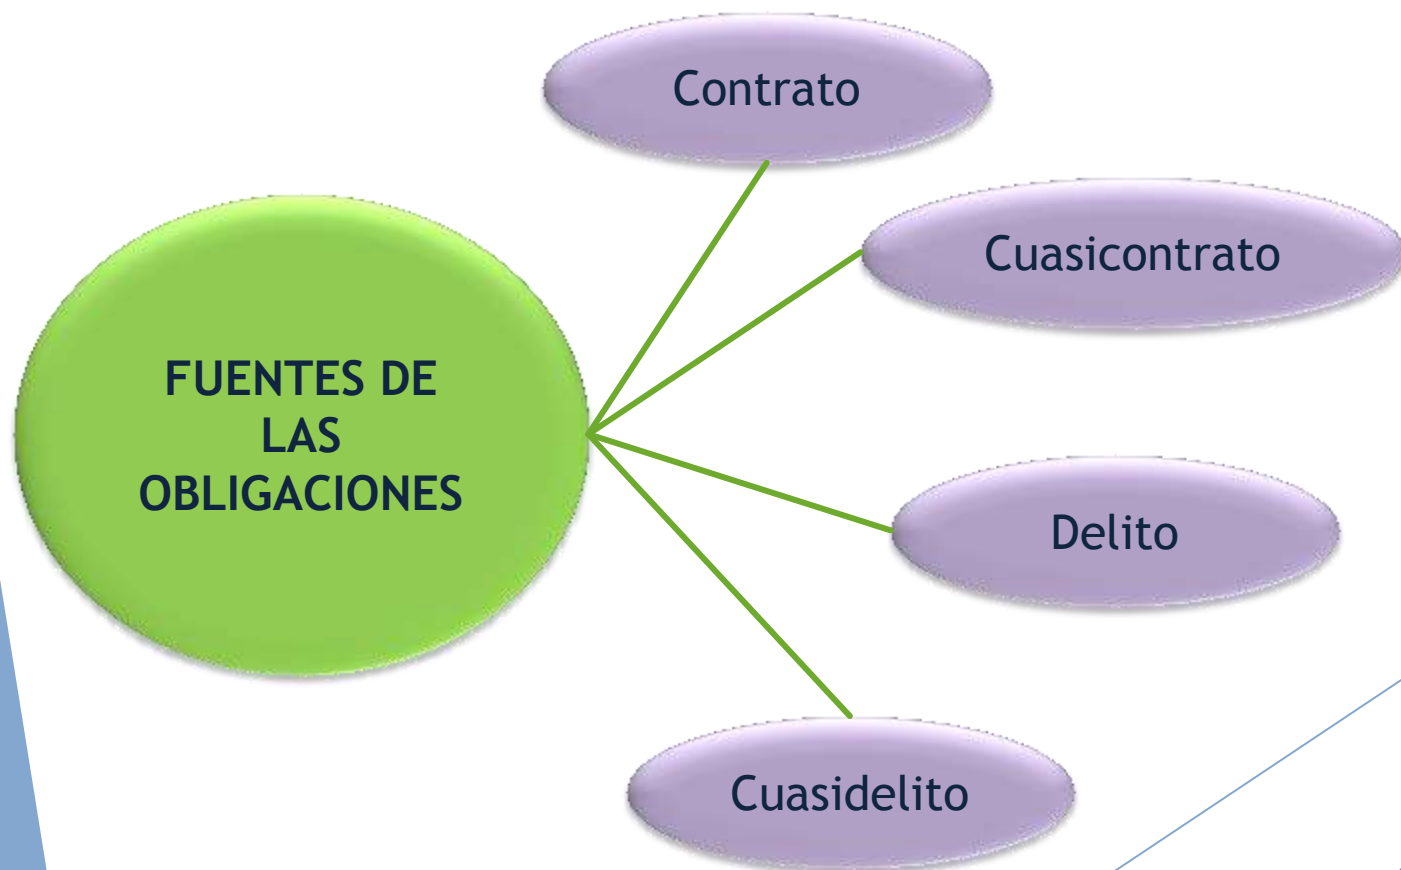 Contrato
Cuasicontrato
FUENTES DE
LAS
OBLIGACIONES
Delito
Cuasidelito